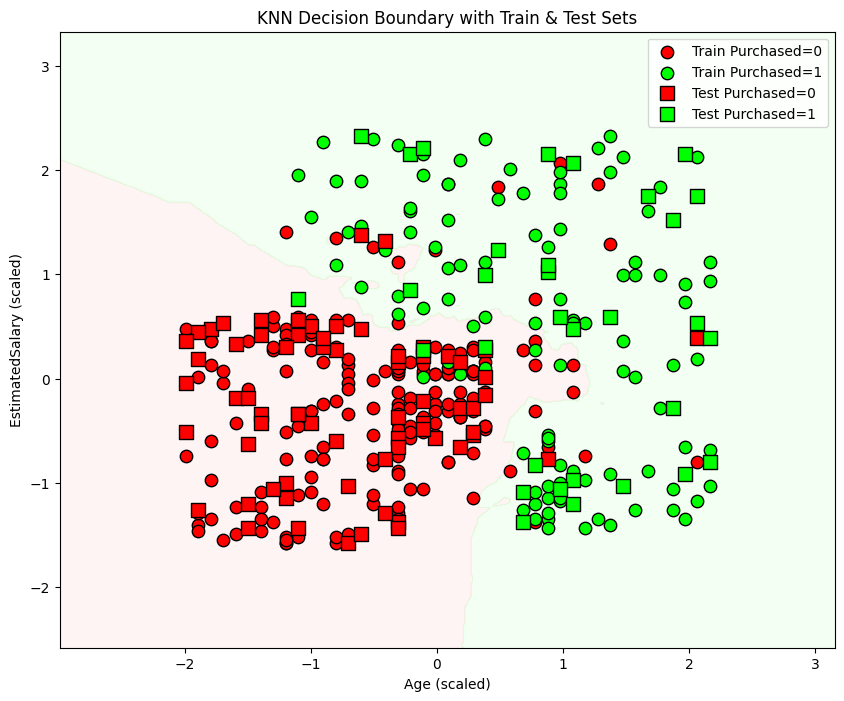 KNN Decision Boundary with Train & Test Sets
Train Purchased=0
Train Purchased=1
Test Purchased=0
Test Purchased=1
3
2
1
0
−1
−2
EstimatedSalary (scaled)
−2 −1 0 1 2 3
Age (scaled)